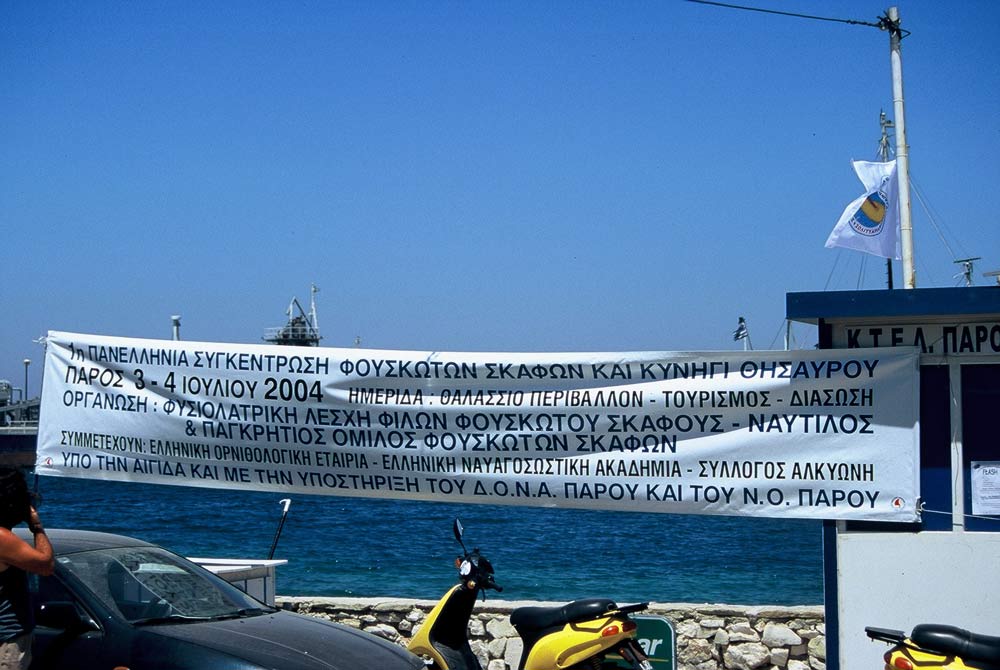 1η ΠΑΝΕΛΛΗΝΙΑ ΣΥΓΚΕΝΤΡΩΣΗ ΦΟΥΣΚΩΤΩΝ ΣΚΑΦΩΝ ΚΑΙ ΚΥΝΗΓΙ ΘΗΣΑΥΡΟΥ
ΠΑΡΟΣ 3 - 4 ΙΟΥΛΙΟΥ 2004 ΗΜΕΡΙΔΑ : ΘΑΛΑΣΣΙΟ ΠΕΡΙΒΑΛΛΟΝ - ΤΟΥΡΙΣΜΟΣ - ΔΙΑΣΩΣΗ
ΟΡΓΑΝΩΣΗ : ΦΥΣΙΟΛΑΤΡΙΚΗ ΛΕΣΧΗ ΦΙΛΩΝ ΦΟΥΣΚΩΤΟΥ ΣΚΑΦΟΥΣ - ΝΑΥΤΙΛΟΣ
& ΠΑΓΚΡΗΤΙΟΣ ΟΜΙΛΟΣ ΦΟΥΣΚΩΤΩΝ ΣΚΑΦΩΝ
ΣΥΜΜΕΤΕΧΟΥΝ: ΕΛΛΗΝΙΚΗ ΟΡΝΙΘΟΛΟΓΙΚΗ ΕΤΑΙΡΙΑ - ΕΛΛΗΝΙΚΗ ΝΑΥΑΓΟΣΩΣΤΙΚΗ ΑΚΑΔΗΜΙΑ - ΣΥΛΛΟΓΟΣ ΑΛΚΥΩΝΗ
ΥΠΟ ΤΗΝ ΑΙΓΙΔΑ ΚΑΙ ΜΕ ΤΗΝ ΥΠΟΣΤΗΡΙΞΗ ΤΟΥ Δ.Ο.Ν.Α. ΠΑΡΟΥ ΚΑΙ ΤΟΥ Ν.Ο. ΠΑΡΟΥ
Κ.Τ.Ε.Λ. ΠΑΡΟ